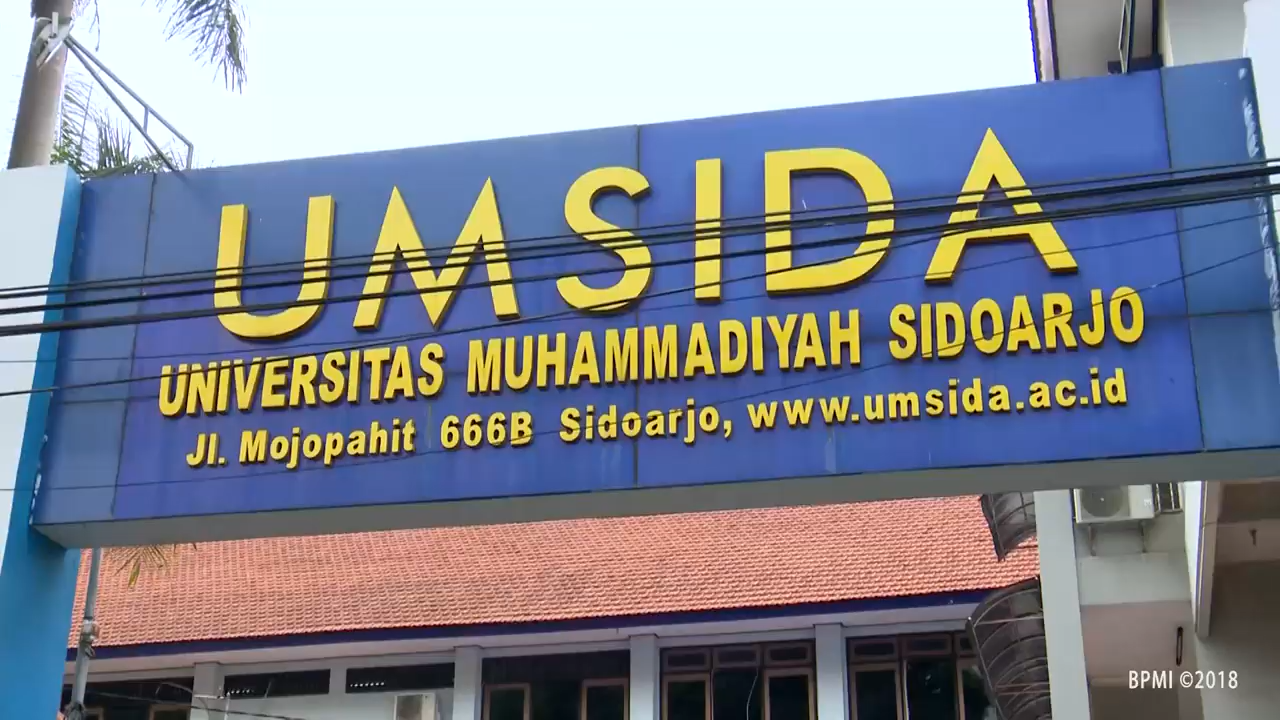 UMSIDA
UNIVERSITAS MUHAMMADIYAH SIDOARJO
Jl. Mojopahit 666B Sidoarjo, www.umsida.ac.id
BPMI ©2018